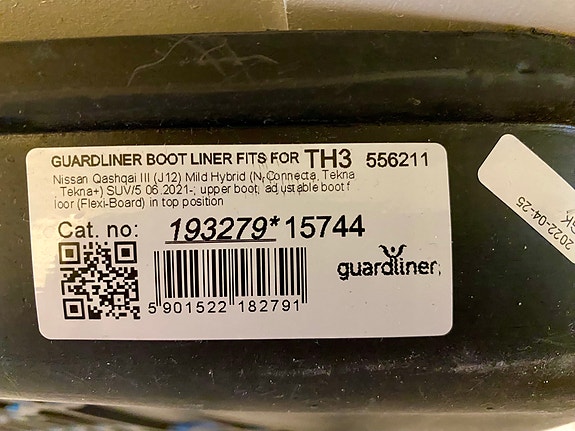 GUARDLINER BOOT LINER FITS FOR TH3 556211
Nissan Qashqai III (J12) Mild Hybrid (N-Connecta, Tekna
, Tekna+) SUV/5 06.2021-; upper boot; adjustable boot f
loor (Flexi-Board) in top position
Cat. no: 193279*15744
guardliner
5 901522 182791
2022-04-25